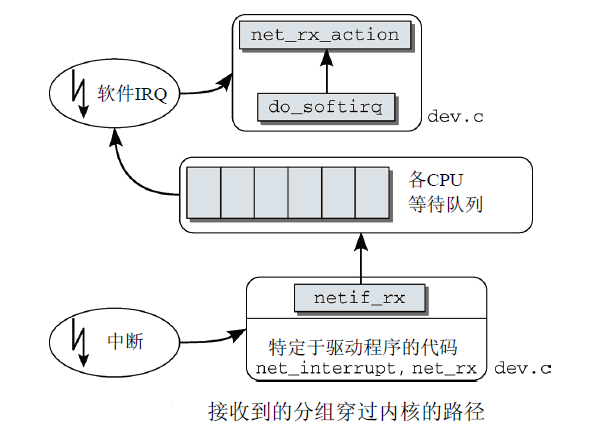 net_rx_action
软件IRQ
do_softirq
dev.c
各CPU
等待队列
netif_rx
中断
特定于驱动程序的代码
net_interrupt, net_rx dev.c
接收到的分组穿过内核的路径